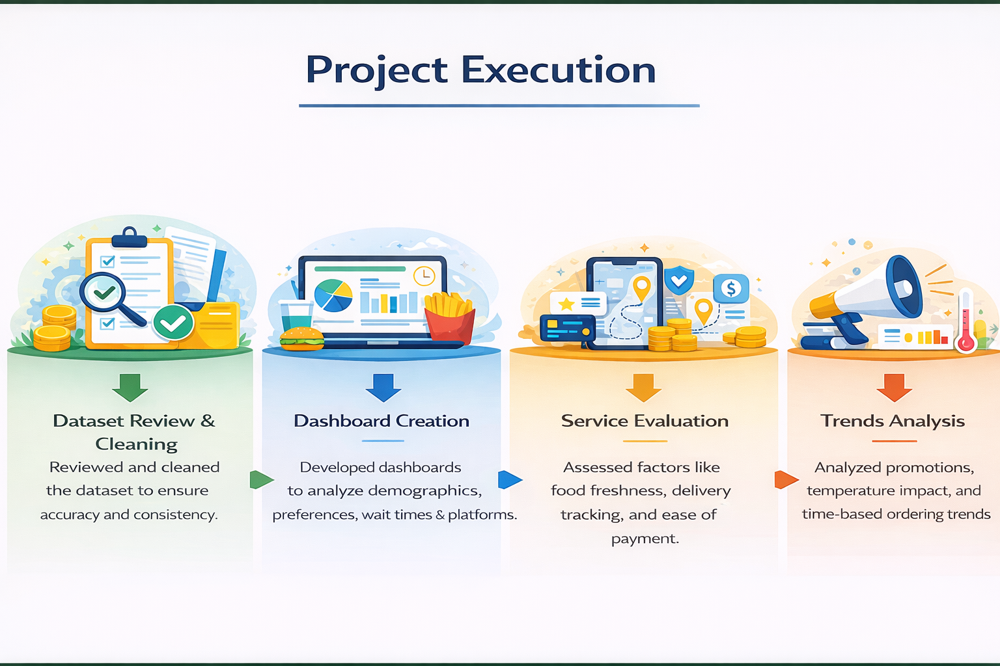 Project Execution
Dataset Review &
Cleaning
Reviewed and cleaned
the dataset to ensure
accuracy and consistency.
Dashboard Creation
Developed dashboards
to analyze demographics,
preferences, wait times & platforms.
$
Service Evaluation
Assessed factors like
food freshness, delivery
tracking, and ease of
payment.
Trends Analysis
Analyzed promotions,
temperature impact, and
time-based ordering trends